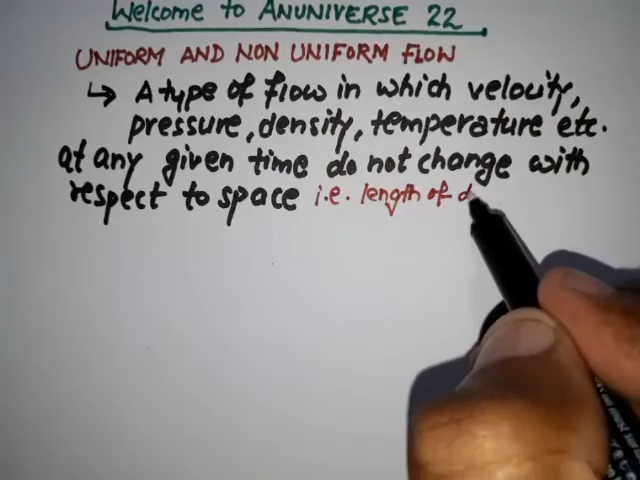 Welcome to ANUNIVERSE 22
UNIFORM AND NON UNIFORM FLOW
↳ A type of flow in which velocity,
pressure, density, temperature etc.
at any given time do not change with
respect to space i.e. length of d